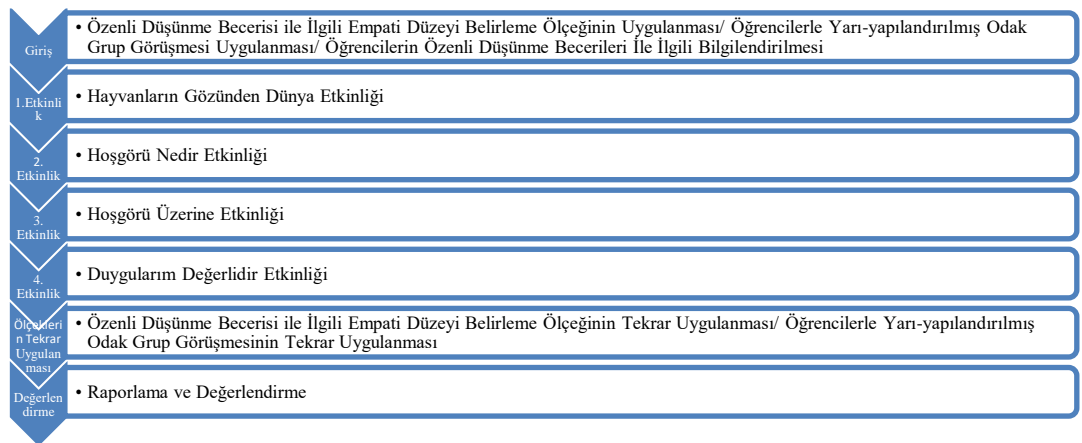 Giriş
• Özenli Düşünme Becerisi ile İlgili Empati Düzeyi Belirleme Ölçeğinin Uygulanması/ Öğrencilerle Yarı-yapılandırılmış Odak
Grup Görüşmesi Uygulanması/ Öğrencilerin Özenli Düşünme Becerileri İle İlgili Bilgilendirilmesi
1.Etkinli
k
• Hayvanların Gözünden Dünya Etkinliği
2.
Etkinlik
• Hoşgörü Nedir Etkinliği
3.
Etkinlik
• Hoşgörü Üzerine Etkinliği
4.
Etkinlik
• Duygularım Değerlidir Etkinliği
Ölçekleri
n Tekrar
Uygulan
ması
• Özenli Düşünme Becerisi ile İlgili Empati Düzeyi Belirleme Ölçeğinin Tekrar Uygulanması/ Öğrencilerle Yarı-yapılandırılmış
Odak Grup Görüşmesinin Tekrar Uygulanması
Değerlen
dirme
• Raporlama ve Değerlendirme